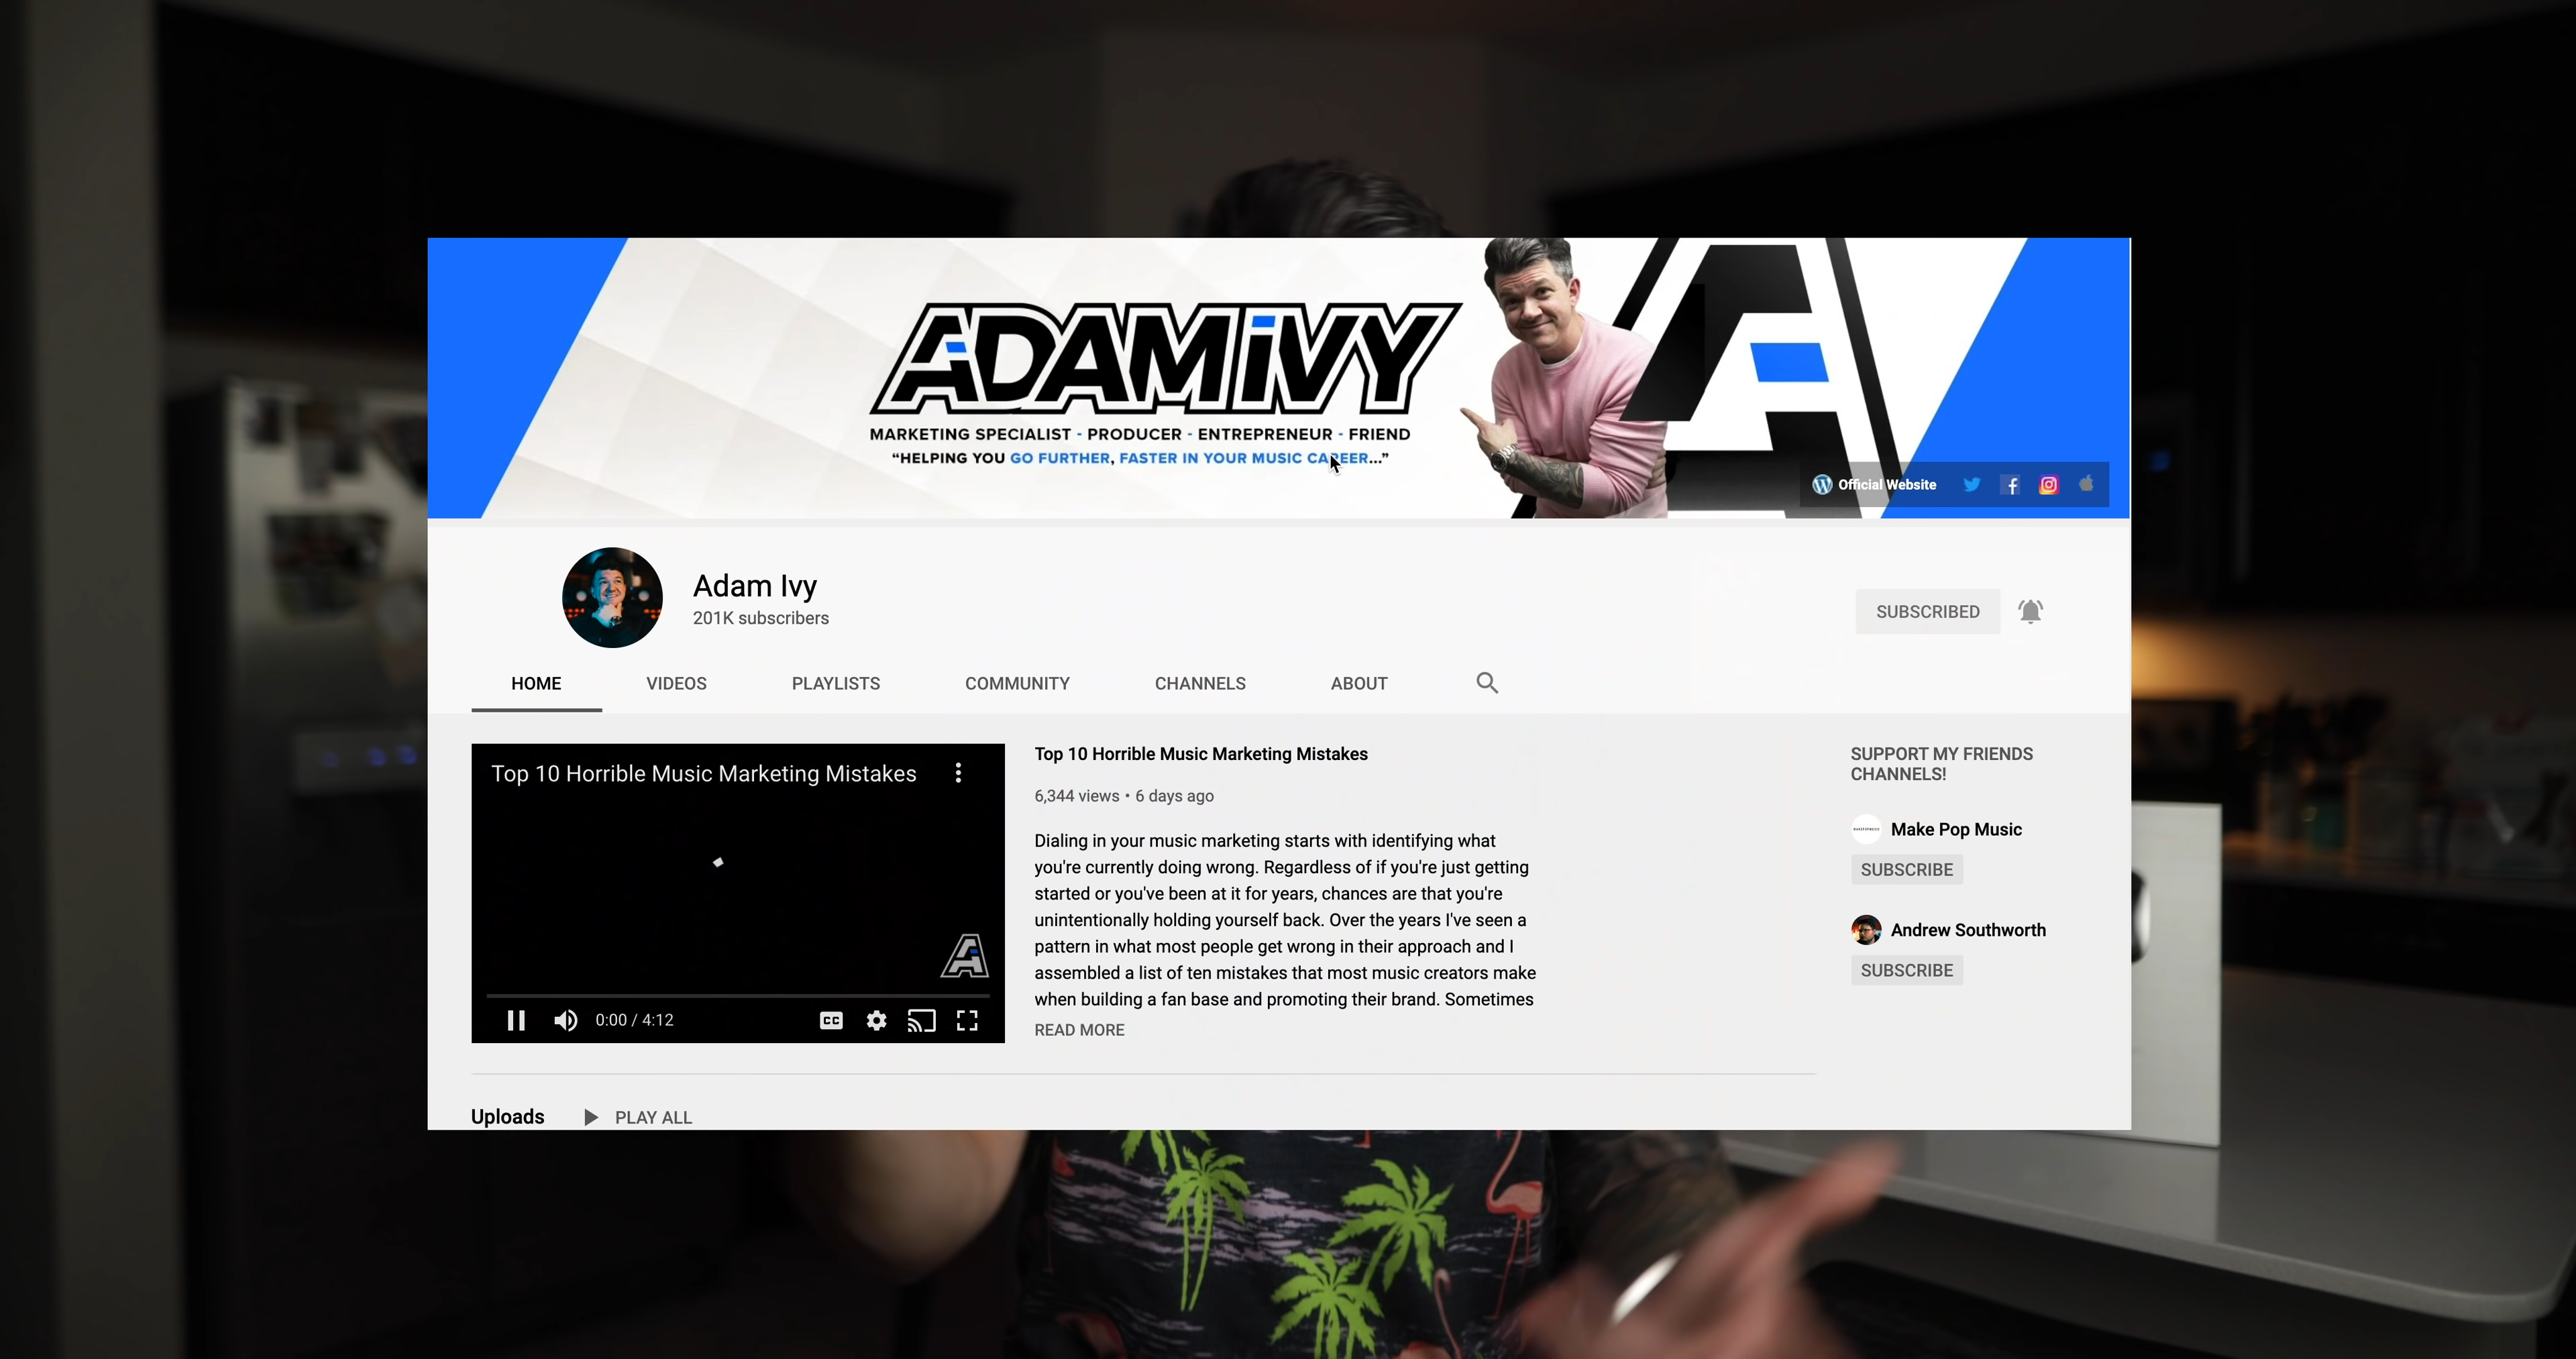 ADAMiVY
MARKETING SPECIALIST - PRODUCER - ENTREPRENEUR - FRIEND
“HELPING YOU GO FURTHER, FASTER IN YOUR MUSIC CAREER...”
Official Website
Adam Ivy
201K subscribers
SUBSCRIBED
HOME VIDEOS PLAYLISTS COMMUNITY CHANNELS ABOUT
Top 10 Horrible Music Marketing Mistakes
0:00 / 4:12
CC
Top 10 Horrible Music Marketing Mistakes
6,344 views • 6 days ago
Dialing in your music marketing starts with identifying what
you're currently doing wrong. Regardless of if you're just getting
started or you've been at it for years, chances are that you're
unintentionally holding yourself back. Over the years I've seen a
pattern in what most people get wrong in their approach and I
assembled a list of ten mistakes that most music creators make
when building a fan base and promoting their brand. Sometimes
READ MORE
SUPPORT MY FRIENDS
CHANNELS!
Make Pop Music
SUBSCRIBE
Andrew Southworth
SUBSCRIBE
Uploads PLAY ALL